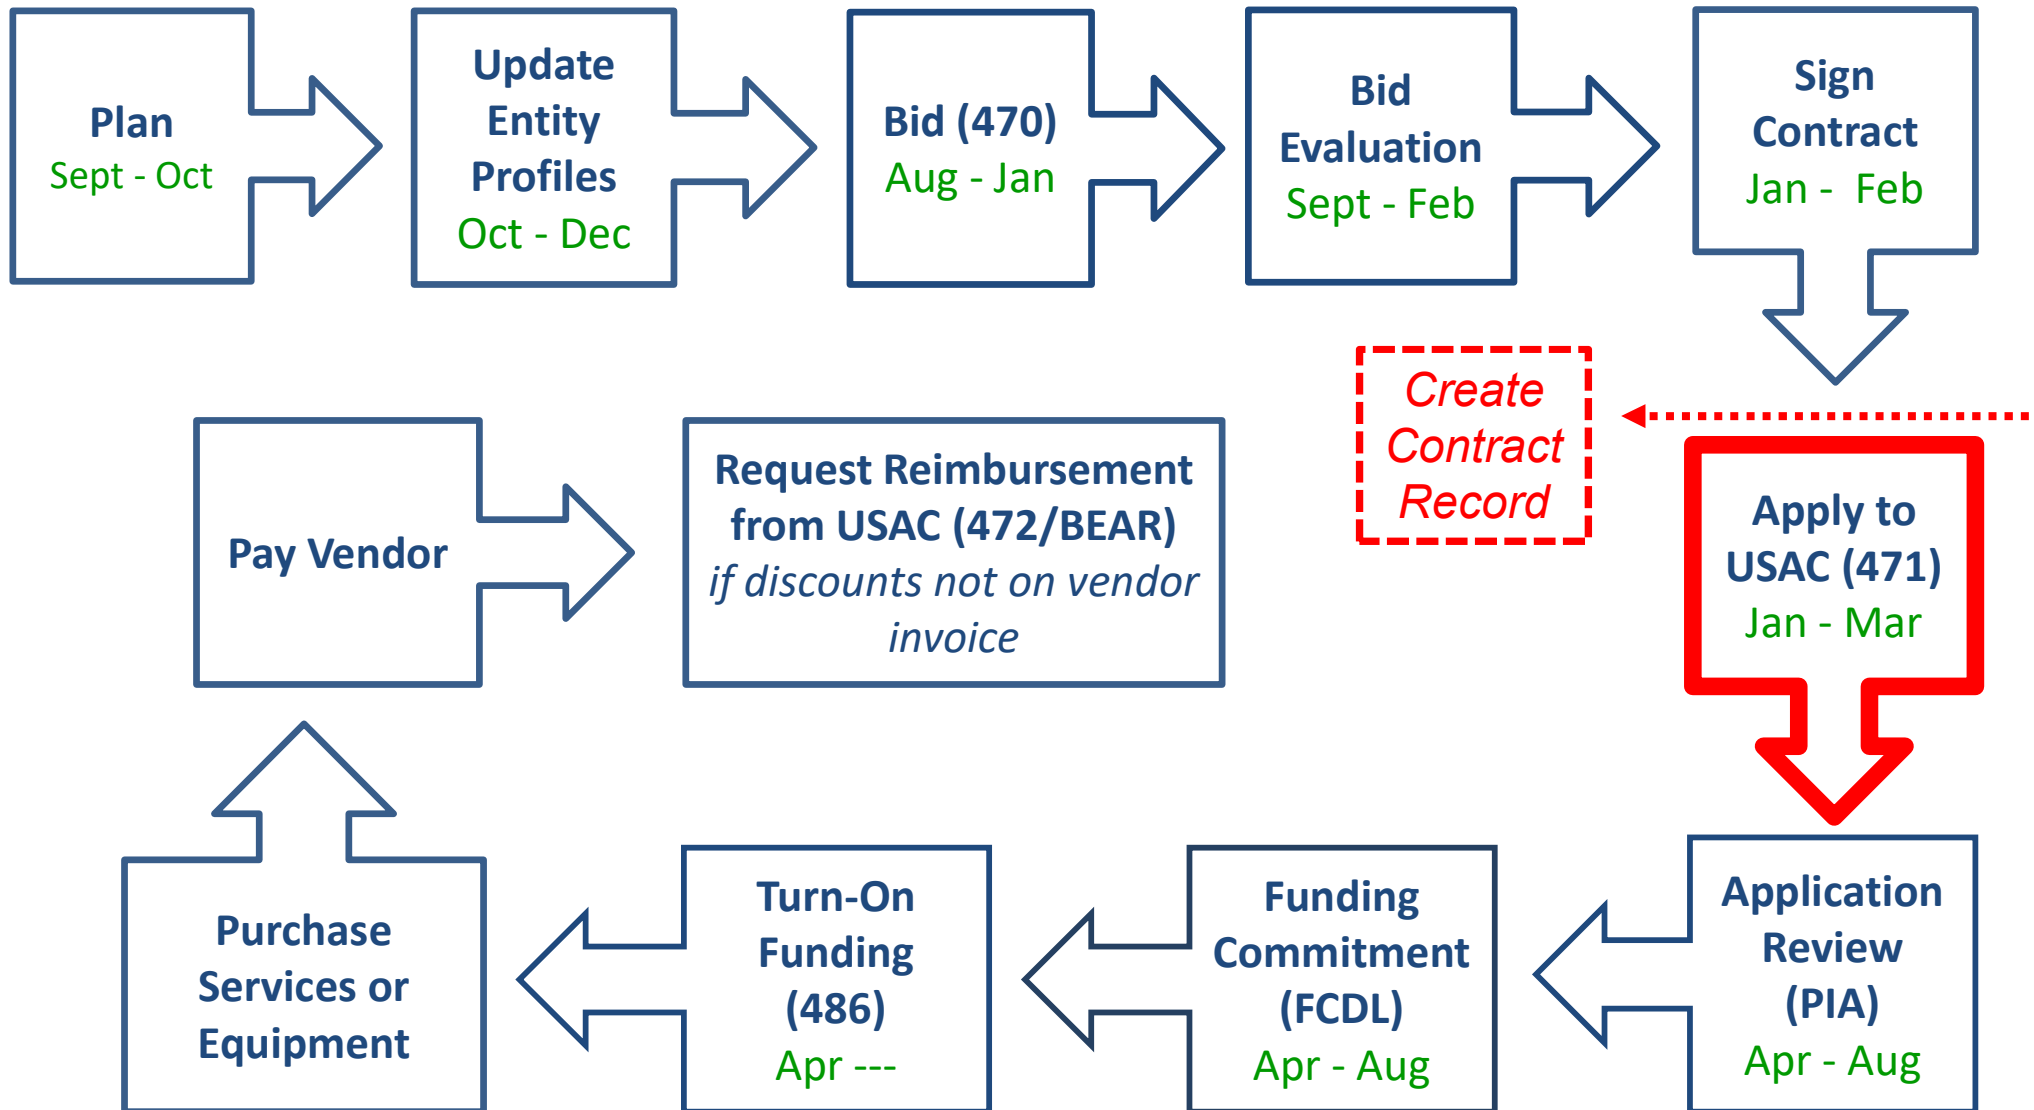 Plan
Sept - Oct
Update
Entity
Profiles
Oct - Dec
Bid (470)
Aug - Jan
Bid
Evaluation
Sept - Feb
Sign
Contract
Jan -  Feb
Create
Contract
Record
Apply to
USAC (471)
Jan - Mar
Application
Review
(PIA)
Apr - Aug
Funding
Commitment
(FCDL)
Apr - Aug
Turn-On
Funding
(486)
Apr ---
Purchase
Services or
Equipment
Pay Vendor
Request Reimbursement
from USAC (472/BEAR)
if discounts not on vendor
invoice